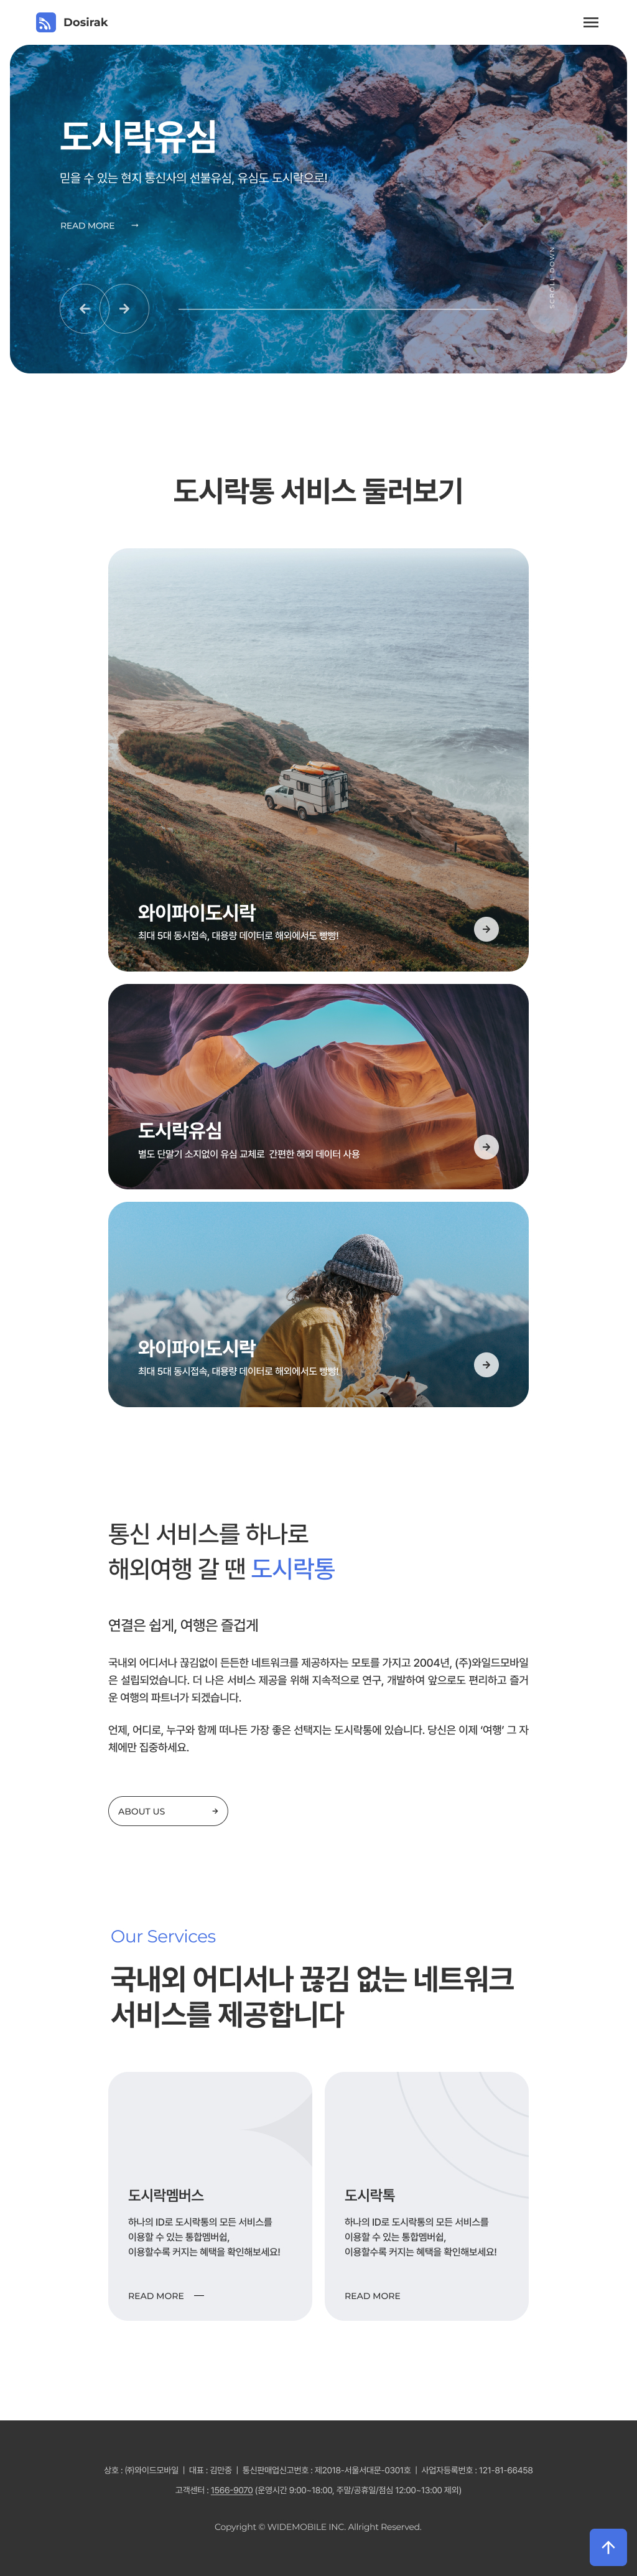 Dosirak
도시락유심
믿을 수 있는 현지 통신사의 선불유심, 유심도 도시락으로!
READ MORE →
SCROLL DOWN
도시락통 서비스 둘러보기
와이파이도시락
최대 5대 동시접속, 대용량 데이터로 해외에서도 빵빵!
도시락유심
별도 단말기 소지없이 유심 교체로 간편한 해외 데이터 사용
와이파이도시락
최대 5대 동시접속, 대용량 데이터로 해외에서도 빵빵!
통신 서비스를 하나로
해외여행 갈 땐 도시락통
연결은 쉽게, 여행은 즐겁게
국내외 어디서나 끊김없이 든든한 네트워크를 제공하자는 모토를 가지고 2004년, (주)와일드모바일
은 설립되었습니다. 더 나은 서비스 제공을 위해 지속적으로 연구, 개발하여 앞으로도 편리하고 즐거
운 여행의 파트너가 되겠습니다.
언제, 어디로, 누구와 함께 떠나든 가장 좋은 선택지는 도시락통에 있습니다. 당신은 이제 ‘여행’ 그 자
체에만 집중하세요.
ABOUT US →
Our Services
국내외 어디서나 끊김 없는 네트워크
서비스를 제공합니다
도시락멤버스
하나의 ID로 도시락통의 모든 서비스를
이용할 수 있는 통합멤버쉽,
이용할수록 커지는 혜택을 확인해보세요!
READ MORE —
도시락톡
하나의 ID로 도시락통의 모든 서비스를
이용할 수 있는 통합멤버쉽,
이용할수록 커지는 혜택을 확인해보세요!
READ MORE
상호 : ㈜와이드모바일 | 대표 : 김만중 | 통신판매업신고번호 : 제2018-서울서대문-0301호 | 사업자등록번호 : 121-81-66458
고객센터 : 1566-9070 (운영시간 9:00~18:00, 주말/공휴일/점심 12:00~13:00 제외)
Copyright © WIDEMOBILE INC. Allright Reserved.